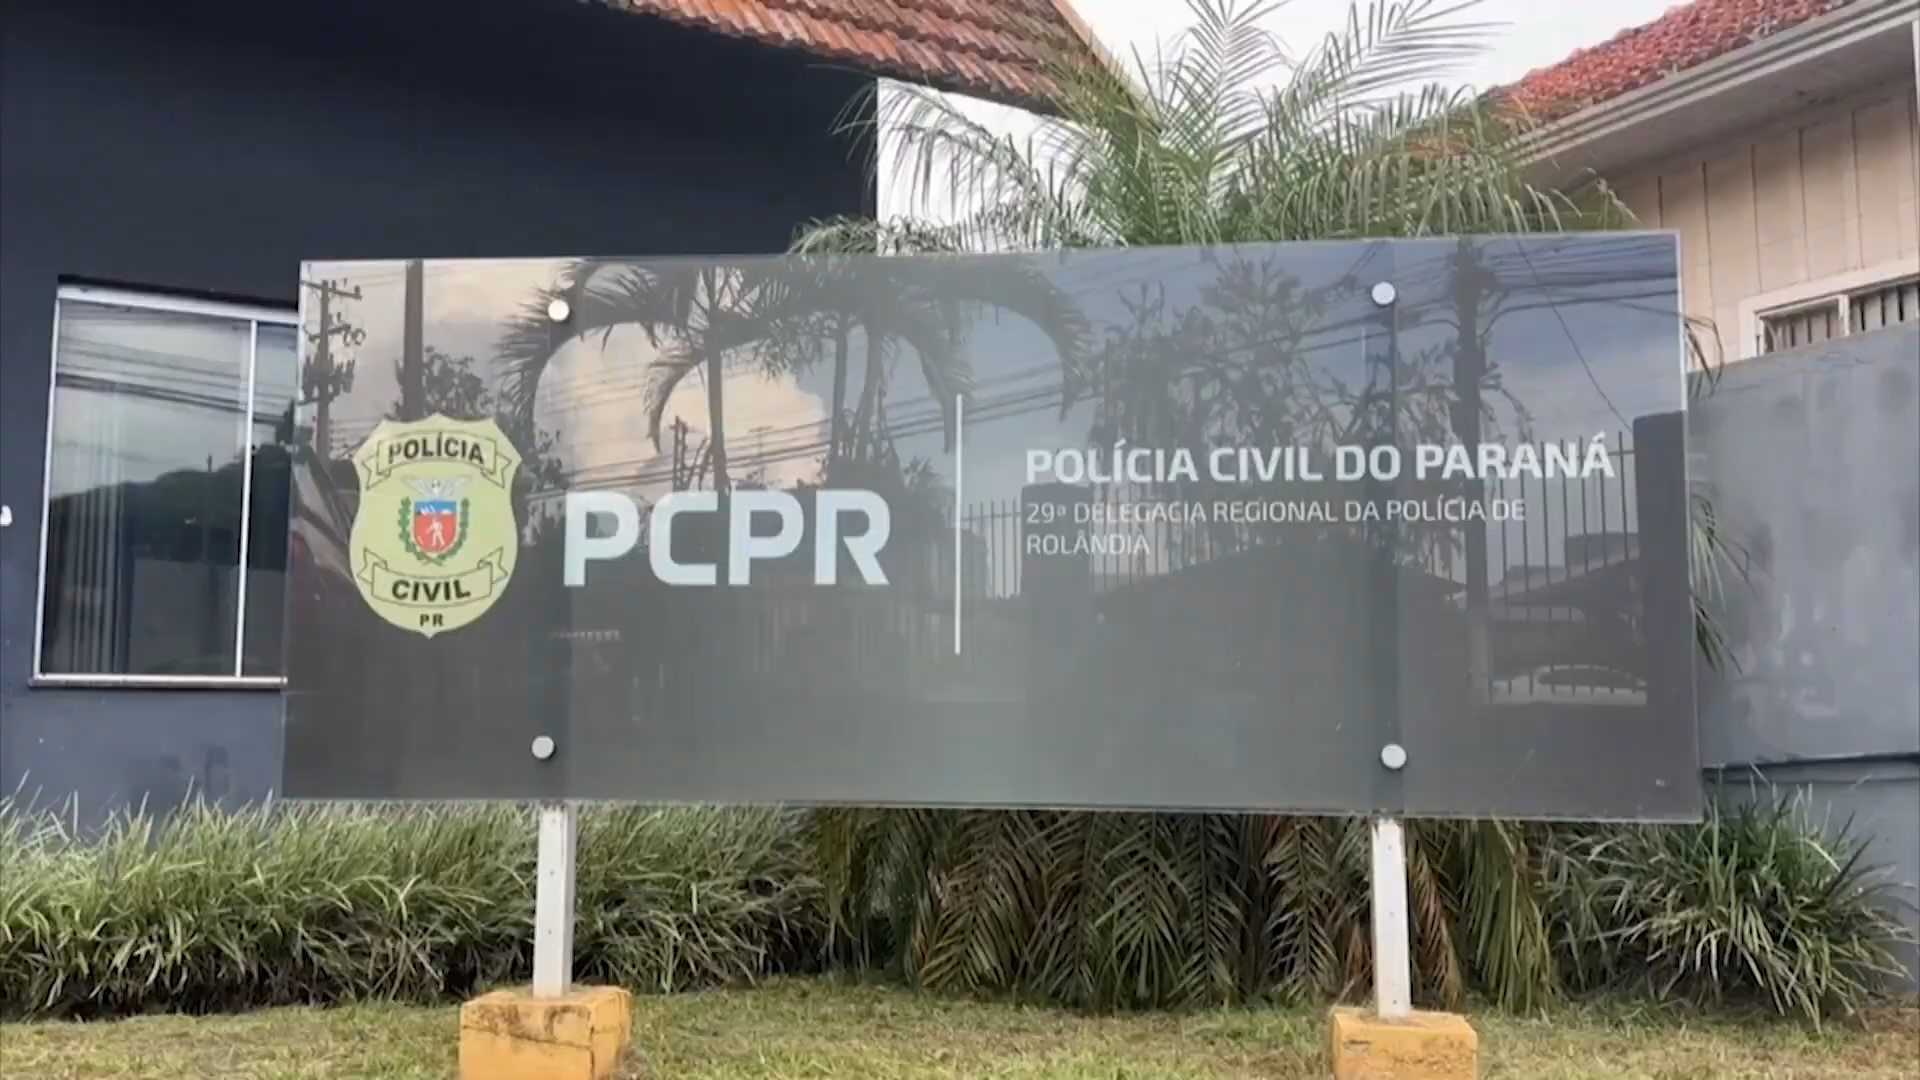 POLÍCIA
CIVIL
PR
PCPR
POLÍCIA CIVIL DO PARANÁ
29ª DELEGACIA REGIONAL DA POLÍCIA DE
ROLÂNDIA